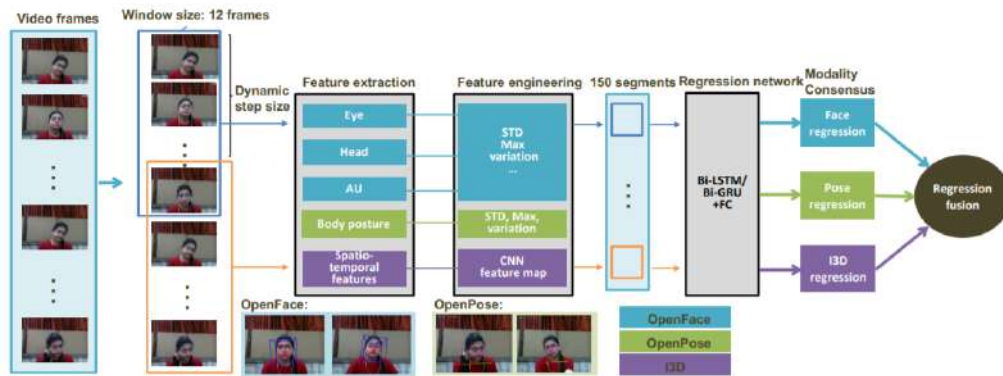 Video frames
Window size: 12 frames
Dynamic
step size
Feature extraction
Eye
Head
AU
Body posture
Spatio-
temporal
features
Feature engineering
STD
Max
variation
...
STD, Max,
variation
CNN
feature map
150 segments
Regression network
Bi-LSTM/
Bi-GRU
+FC
Modality
Consensus
Face
regression
Pose
regression
I3D
regression
Regression
fusion
OpenFace:
OpenPose:
OpenFace
OpenPose
I3D